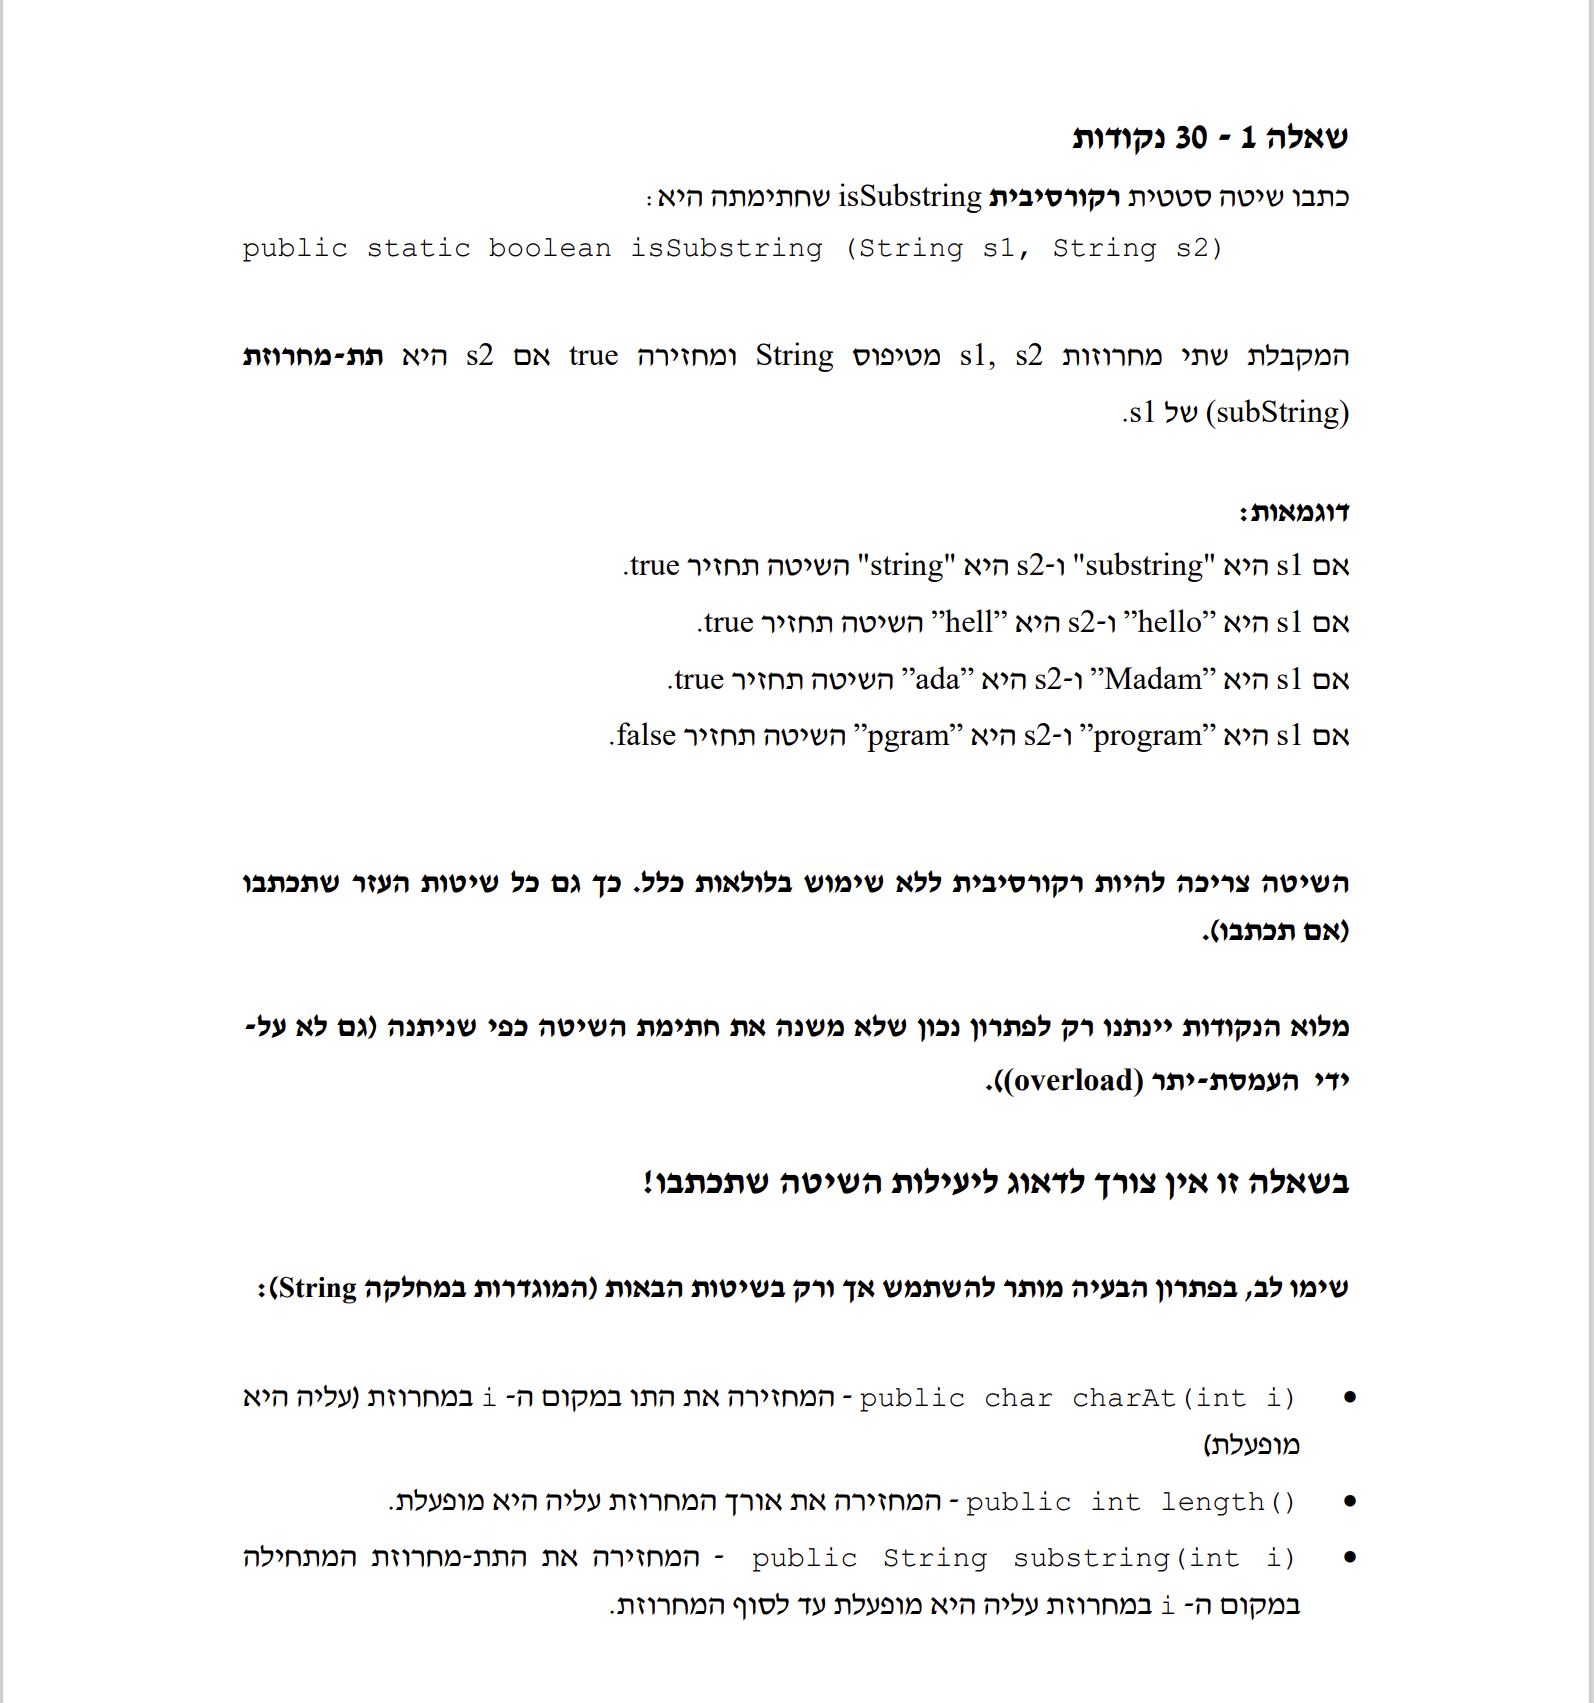 שאלה 1 - 30 נקודות
כתבו שיטה סטטית רקורסיבית isSubstring שחתימתה היא:
public static boolean isSubstring (String s1, String s2)
המקבלת שתי מחרוזות s1, s2 מטיפוס String ומחזירה true אם s2 היא תת-מחרוזת
(subString) של s1.
דוגמאות:
אם s1 היא "substring" ו-s2 היא "string" השיטה תחזיר true.
אם s1 היא ”hello” ו-s2 היא ”hell” השיטה תחזיר true.
אם s1 היא ”Madam” ו-s2 היא ”ada” השיטה תחזיר true.
אם s1 היא ”program” ו-s2 היא ”pgram” השיטה תחזיר false.
השיטה צריכה להיות רקורסיבית ללא שימוש בלולאות כלל. כך גם כל שיטות העזר שתכתבו
(אם תכתבו).
מלוא הנקודות יינתנו רק לפתרון נכון שלא משנה את חתימת השיטה כפי שניתנה (גם לא על-
ידי העמסת-יתר (overload)).
בשאלה זו אין צורך לדאוג ליעילות השיטה שתכתבו!
שימו לב, בפתרון הבעיה מותר להשתמש אך ורק בשיטות הבאות (המוגדרות במחלקה String):
• public char charAt(int i) - המחזירה את התו במקום ה- i במחרוזת (עליה היא
מופעלת)
• public int length() - המחזירה את אורך המחרוזת עליה היא מופעלת.
• public String substring(int i) - המחזירה את התת-מחרוזת המתחילה
במקום ה- i במחרוזת עליה היא מופעלת עד לסוף המחרוזת.